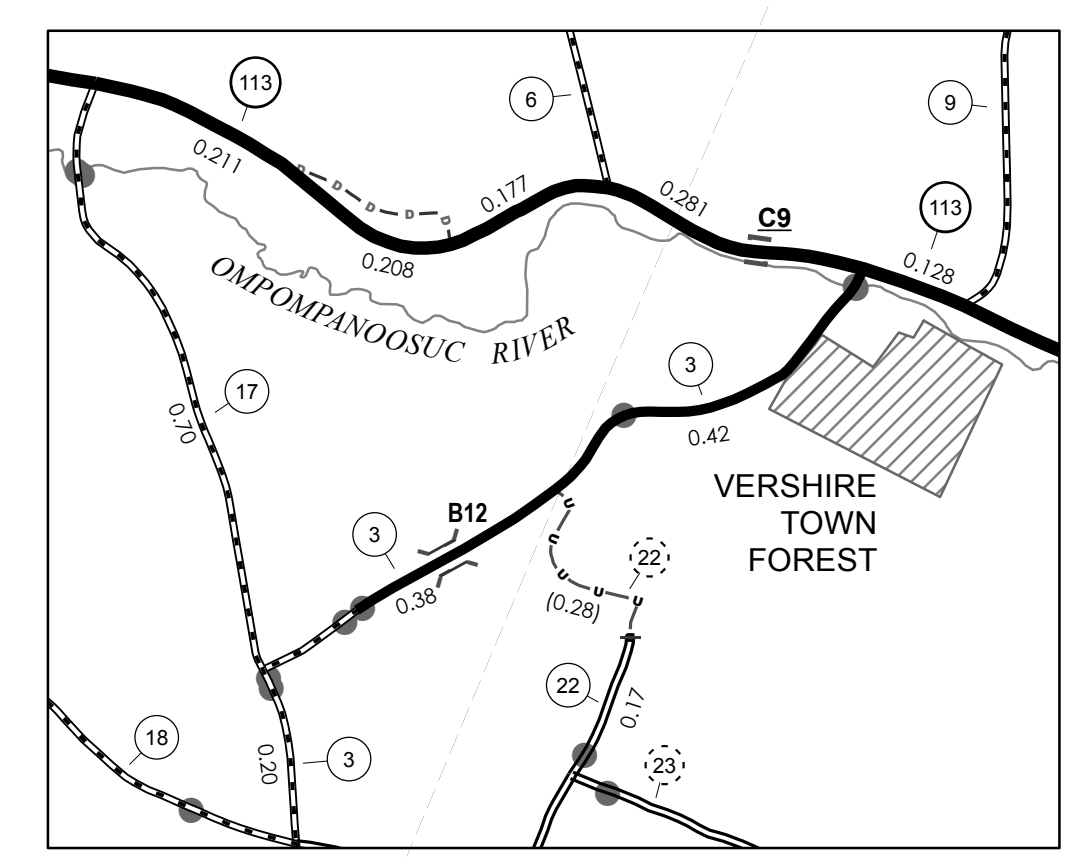 113
6
9
0.211
D D D D D
0.177
0.281
C9
113
0.128
0.208
OMPOMPANOOSUC RIVER
3
17
0.70
0.42
VERSHIRE
TOWN
FOREST
B12
3
0.38
U
U
U
U
U
22
(0.28)
22
0.17
18
0.20
3
23